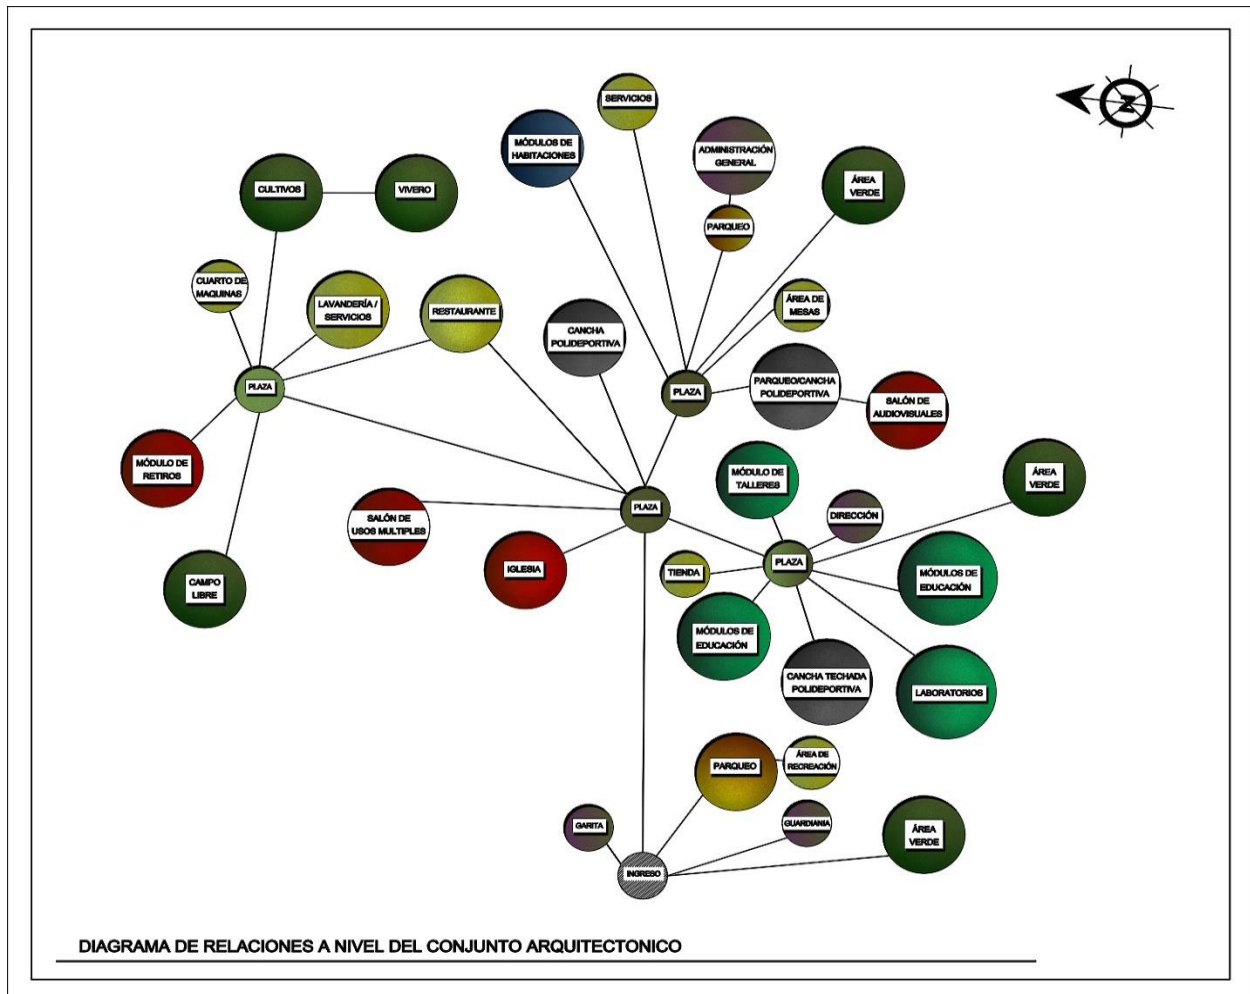 SERVICIOS
MÓDULOS DE
HABITACIONES
ADMINISTRACIÓN
GENERAL
ÁREA
VERDE
CULTIVOS
VIVERO
PARQUEO
N
CUARTO DE
MAQUINAS
LAVANDERÍA /
SERVICIOS
RESTAURANTE
CANCHA
POLIDEPORTIVA
ÁREA DE
MESAS
PLAZA
PLAZA
PARQUEO/CANCHA
POLIDEPORTIVA
SALÓN DE
AUDIOVISUALES
MÓDULO DE
RETIROS
MÓDULO DE
TALLERES
ÁREA
VERDE
PLAZA
SALÓN DE
USOS MULTIPLES
DIRECCIÓN
IGLESIA
PLAZA
TIENDA
CAMPO
LIBRE
MÓDULOS DE
EDUCACIÓN
MÓDULOS DE
EDUCACIÓN
CANCHA TECHADA
POLIDEPORTIVA
LABORATORIOS
PARQUEO
ÁREA DE
RECREACIÓN
GARITA
GUARDIANIA
ÁREA
VERDE
INGRESO
DIAGRAMA DE RELACIONES A NIVEL DEL CONJUNTO ARQUITECTONICO